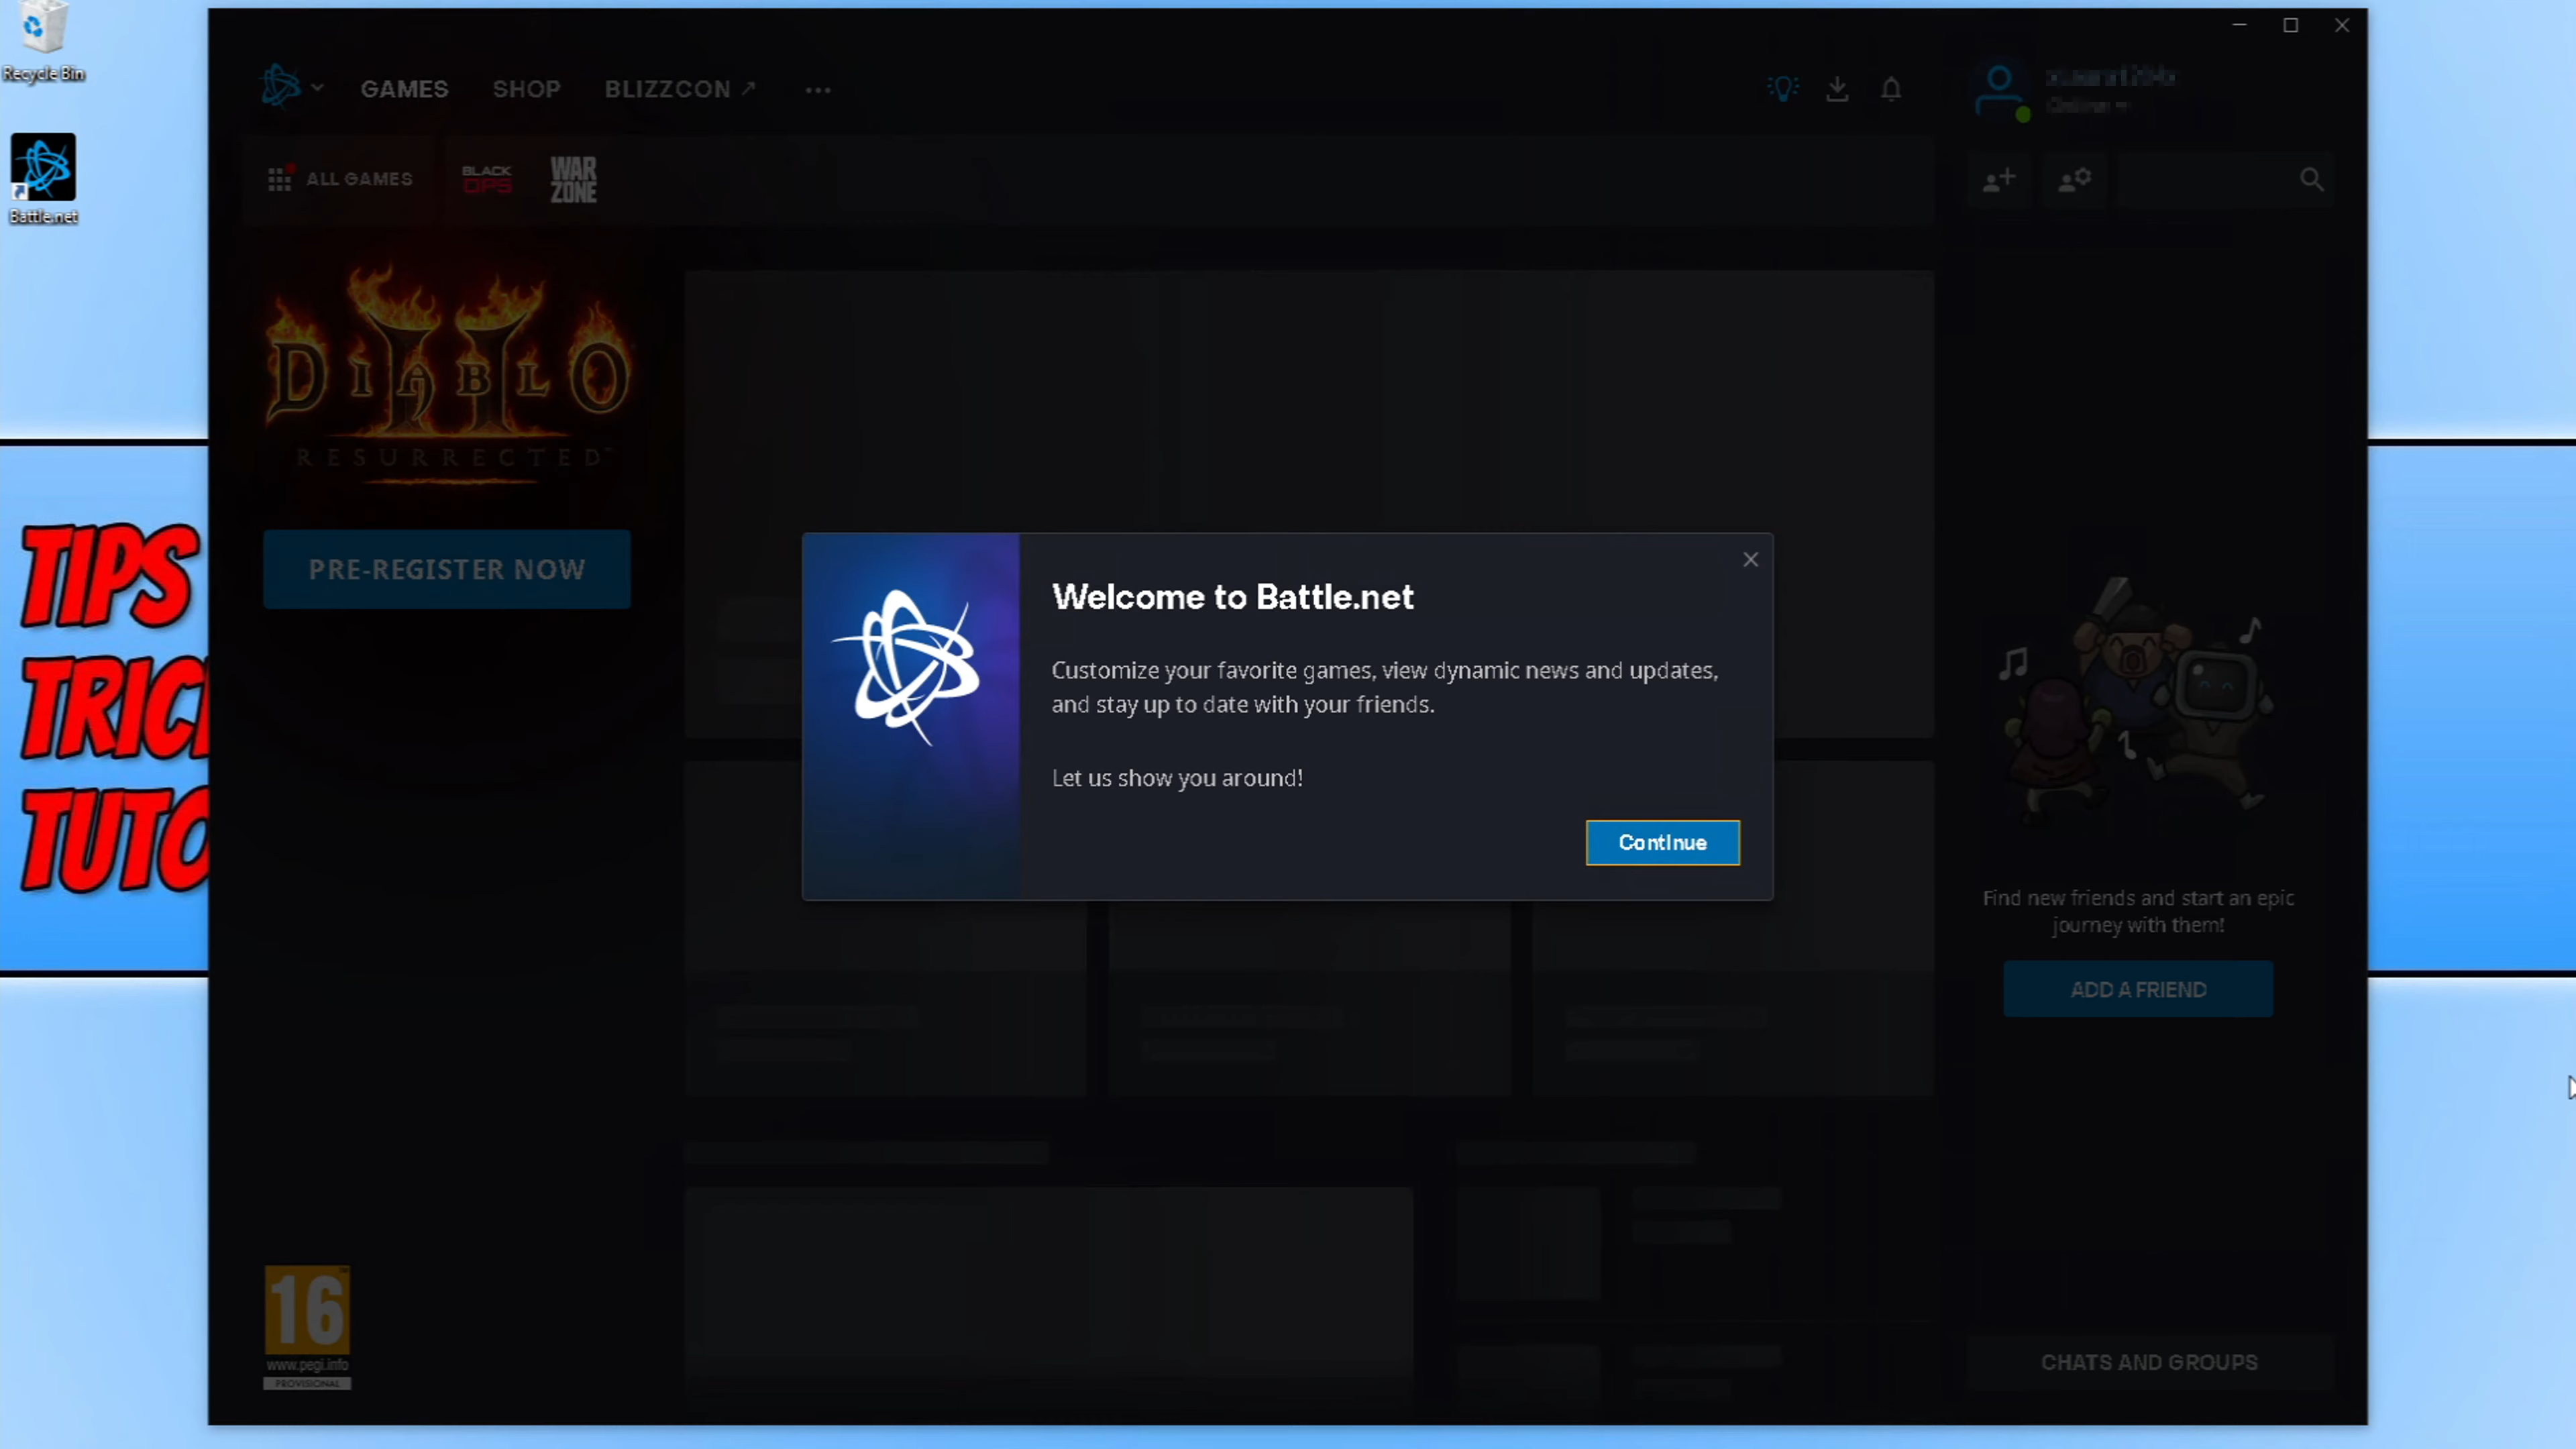 Recycle Bin
Battle.net
TIPS
GAMES
SHOP
BLIZZCON
ALL GAMES
BLACK
OPS
WAR
ZONE
DIABLO
II
RESURRECTED
PRE-REGISTER NOW
Welcome to Battle.net
Customize your favorite games, view dynamic news and updates,
and stay up to date with your friends.
Let us show you around!
Continue
Find new friends and start an epic
journey with them!
ADD A FRIEND
16
www.pegi.info
PROVISIONAL
CHATS AND GROUPS